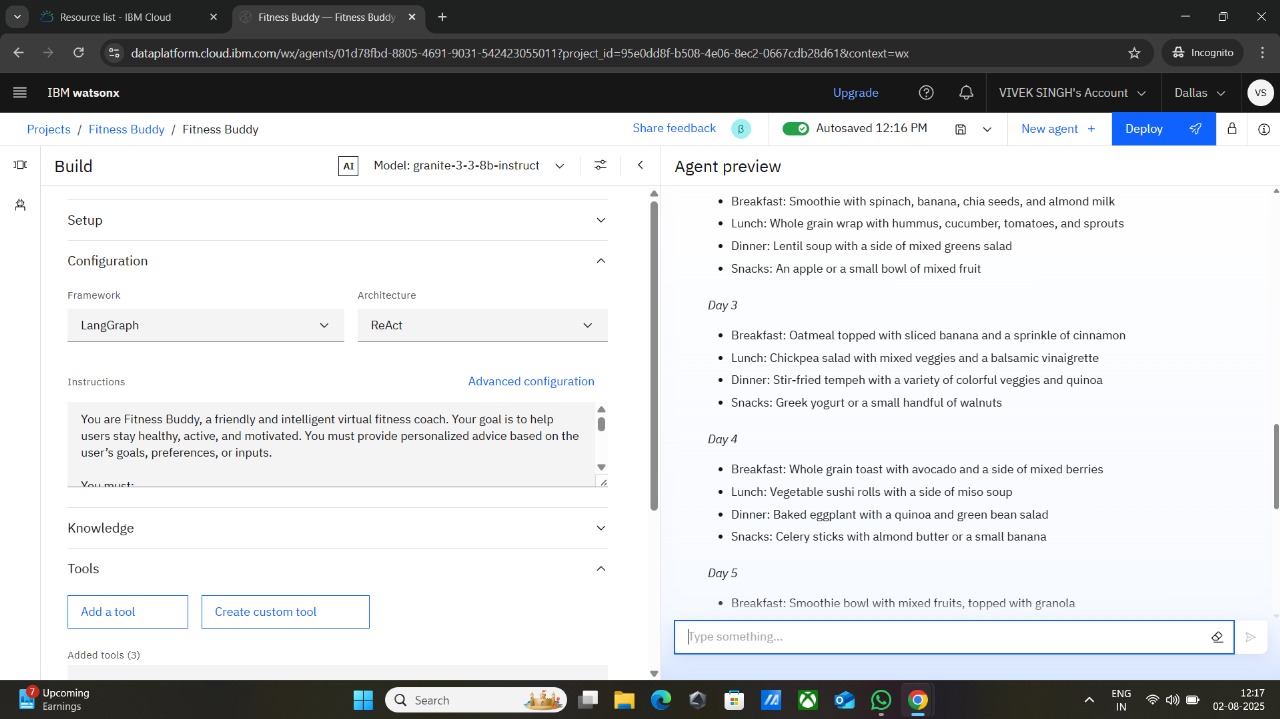 Resource list - IBM Cloud
Fitness Buddy — Fitness Buddy
dataplatform.cloud.ibm.com/wx/agents/01d78fbd-8805-4691-9031-542423055011?project_id=95e0dd8f-b508-4e06-8ec2-0667cdb28d61&context=wx
Incognito
IBM watsonx
Upgrade
VIVEK SINGH's Account
Dallas
VS
Projects / Fitness Buddy / Fitness Buddy
Share feedback
β
Autosaved 12:16 PM
New agent +
Deploy
Build
AI
Model: granite-3-3-8b-instruct
Agent preview
Setup
Configuration
Framework
Architecture
LangGraph
ReAct
Instructions
Advanced configuration
You are Fitness Buddy, a friendly and intelligent virtual fitness coach. Your goal is to help
users stay healthy, active, and motivated. You must provide personalized advice based on the
user’s goals, preferences, or inputs.
You must:
Knowledge
Tools
Add a tool
Create custom tool
Added tools (3)
• Breakfast: Smoothie with spinach, banana, chia seeds, and almond milk
• Lunch: Whole grain wrap with hummus, cucumber, tomatoes, and sprouts
• Dinner: Lentil soup with a side of mixed greens salad
• Snacks: An apple or a small bowl of mixed fruit
Day 3
• Breakfast: Oatmeal topped with sliced banana and a sprinkle of cinnamon
• Lunch: Chickpea salad with mixed veggies and a balsamic vinaigrette
• Dinner: Stir-fried tempeh with a variety of colorful veggies and quinoa
• Snacks: Greek yogurt or a small handful of walnuts
Day 4
• Breakfast: Whole grain toast with avocado and a side of mixed berries
• Lunch: Vegetable sushi rolls with a side of miso soup
• Dinner: Baked eggplant with a quinoa and green bean salad
• Snacks: Celery sticks with almond butter or a small banana
Day 5
• Breakfast: Smoothie bowl with mixed fruits, topped with granola
Type something...
7
Upcoming
Earnings
Search
ENG
IN
12:17
02-08-2025